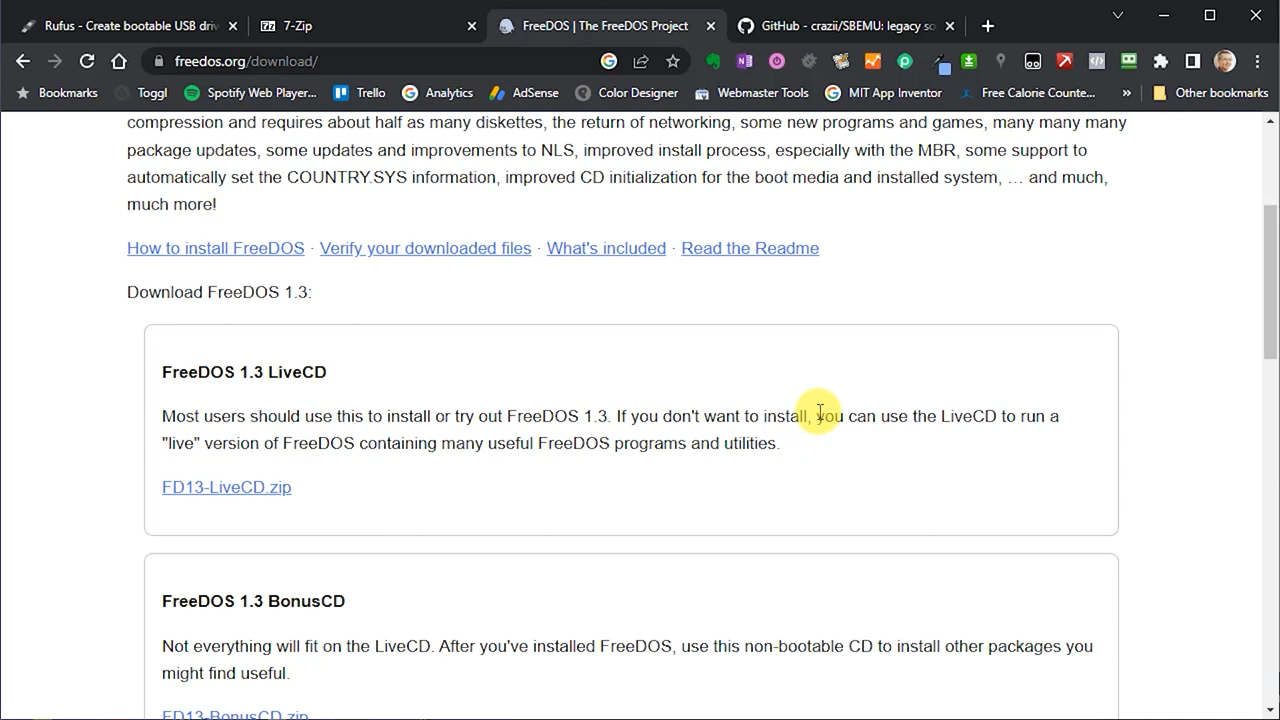 Rufus - Create bootable USB driv
7-Zip
FreeDOS | The FreeDOS Project
GitHub - crazii/SBEMU: legacy so
freedos.org/download/
Bookmarks
Toggl
Spotify Web Player...
Trello
Analytics
AdSense
Color Designer
Webmaster Tools
MIT App Inventor
Free Calorie Counte...
»
Other bookmarks
compression and requires about half as many diskettes, the return of networking, some new programs and games, many many many
package updates, some updates and improvements to NLS, improved install process, especially with the MBR, some support to
automatically set the COUNTRY.SYS information, improved CD initialization for the boot media and installed system, … and much,
much more!
How to install FreeDOS · Verify your downloaded files · What's included · Read the Readme
Download FreeDOS 1.3:
FreeDOS 1.3 LiveCD
Most users should use this to install or try out FreeDOS 1.3. If you don't want to install, you can use the LiveCD to run a
"live" version of FreeDOS containing many useful FreeDOS programs and utilities.
FD13-LiveCD.zip
FreeDOS 1.3 BonusCD
Not everything will fit on the LiveCD. After you've installed FreeDOS, use this non-bootable CD to install other packages you
might find useful.
FD13-BonusCD.zip